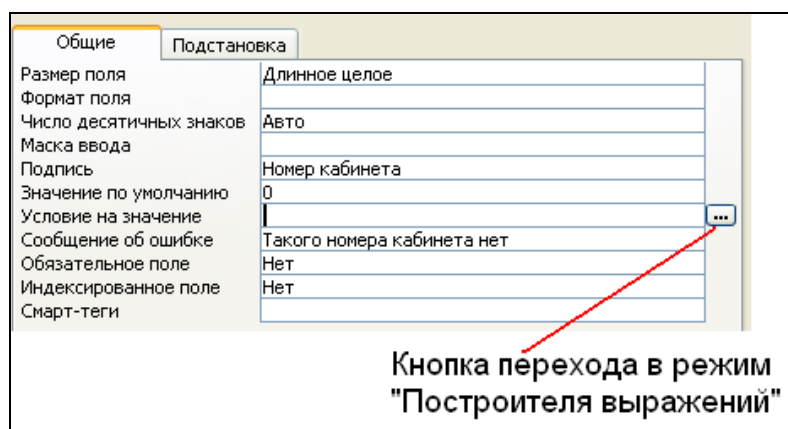 Общие Подстановка
Размер поля Длинное целое
Формат поля
Число десятичных знаков Авто
Маска ввода
Подпись Номер кабинета
Значение по умолчанию 0
Условие на значение ...
Сообщение об ошибке Такого номера кабинета нет
Обязательное поле Нет
Индексированное поле Нет
Смарт-теги
Кнопка перехода в режим
"Построителя выражений"